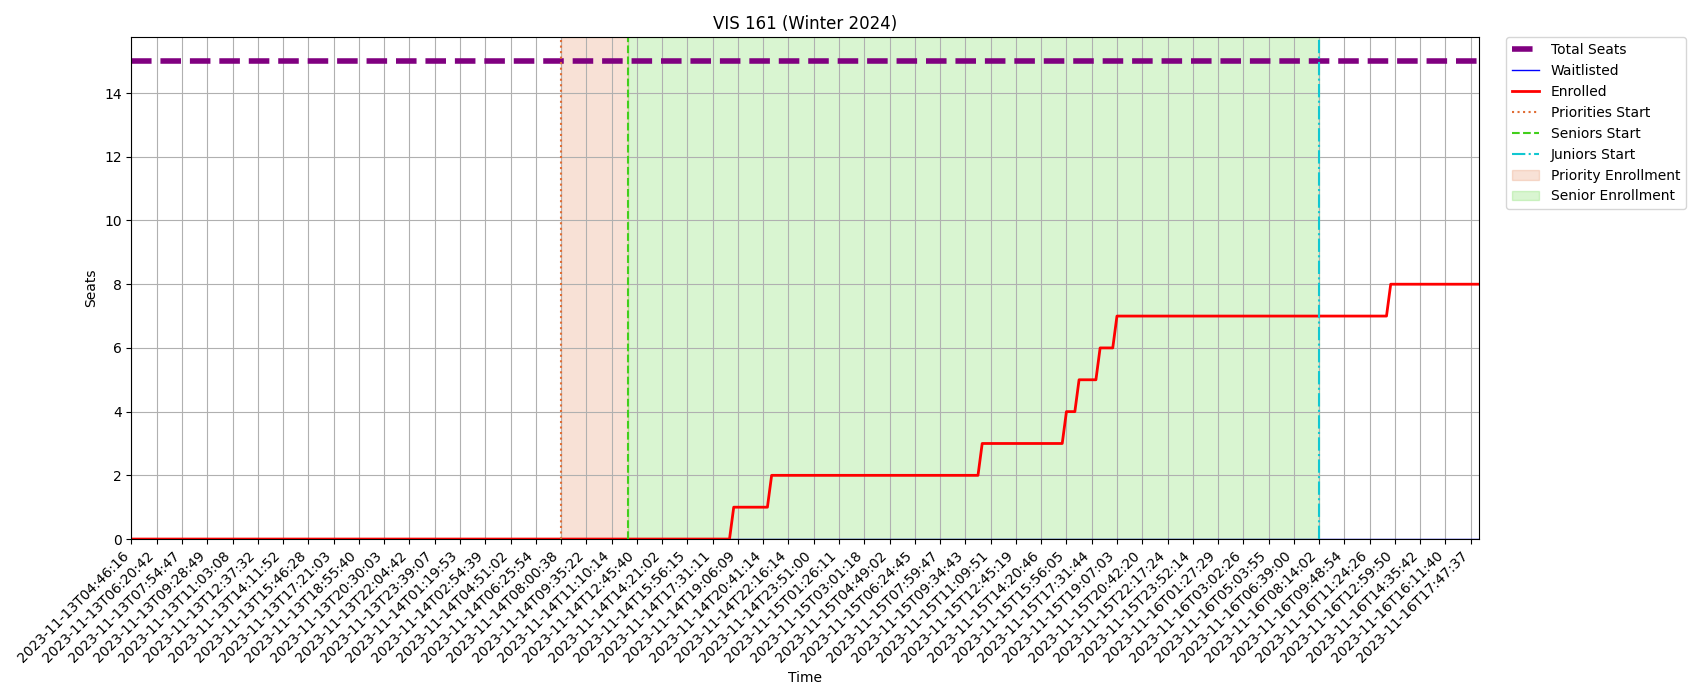 VIS 161 (Winter 2024)
Total Seats
Waitlisted
Enrolled
Priorities Start
Seniors Start
Juniors Start
Priority Enrollment
Senior Enrollment
Seats
14
12
10
8
6
4
2
0
2023-11-13T04:46:16
2023-11-13T06:20:42
2023-11-13T07:54:47
2023-11-13T09:28:49
2023-11-13T11:03:08
2023-11-13T12:37:32
2023-11-13T14:11:52
2023-11-13T15:46:28
2023-11-13T17:21:03
2023-11-13T18:55:40
2023-11-13T20:30:03
2023-11-13T22:04:42
2023-11-13T23:39:07
2023-11-14T01:19:53
2023-11-14T02:54:39
2023-11-14T04:51:02
2023-11-14T06:25:54
2023-11-14T08:00:38
2023-11-14T09:35:22
2023-11-14T11:10:14
2023-11-14T12:45:40
2023-11-14T14:21:02
2023-11-14T15:56:15
2023-11-14T17:31:11
2023-11-14T19:06:09
2023-11-14T20:41:14
2023-11-14T22:16:14
2023-11-14T23:51:00
2023-11-15T01:26:11
2023-11-15T03:01:18
2023-11-15T04:49:02
2023-11-15T06:24:45
2023-11-15T07:59:47
2023-11-15T09:34:43
2023-11-15T11:09:51
2023-11-15T12:45:19
2023-11-15T14:20:46
2023-11-15T15:56:05
2023-11-15T17:31:44
2023-11-15T19:07:03
2023-11-15T20:42:20
2023-11-15T22:17:24
2023-11-15T23:52:14
2023-11-16T01:27:29
2023-11-16T03:02:26
2023-11-16T05:03:55
2023-11-16T06:39:00
2023-11-16T08:14:02
2023-11-16T09:48:54
2023-11-16T11:24:26
2023-11-16T12:59:50
2023-11-16T14:35:42
2023-11-16T16:11:40
2023-11-16T17:47:37
Time